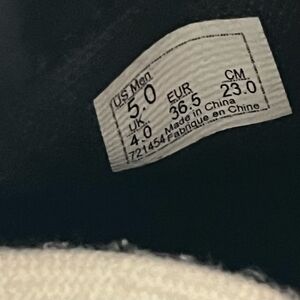 US Men EUR CM
5.0 36.5 23.0
UK
4.0 Made in China
721454 Fabriqué en Chine